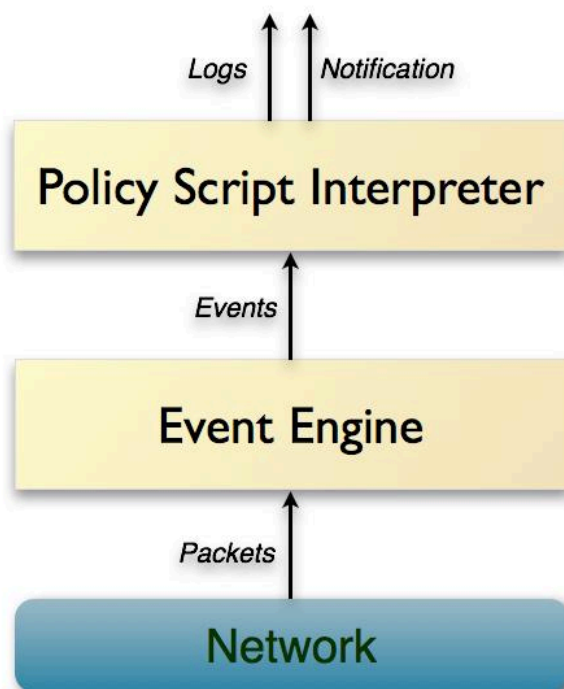 Logs
Notification
Policy Script Interpreter
Events
Event Engine
Packets
Network